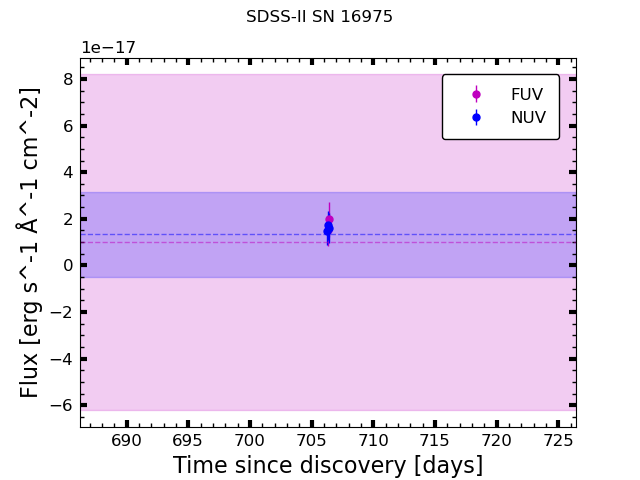 SDSS-II SN 16975
1e−17
8
6
4
2
0
−2
−4
−6
Flux [erg s^-1 Å^-1 cm^-2]
FUV
NUV
690 695 700 705 710 715 720 725
Time since discovery [days]